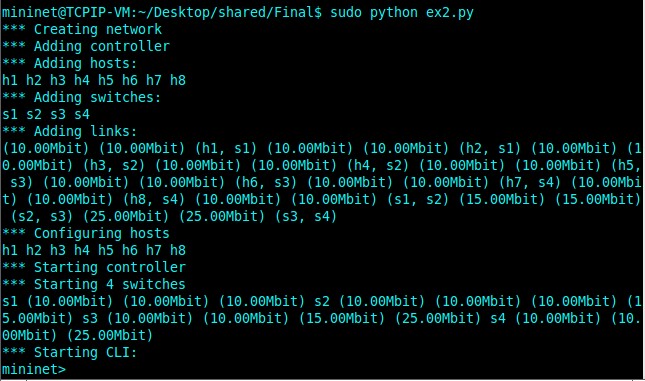 mininet@TCPIP-VM:~/Desktop/shared/Final$ sudo python ex2.py
*** Creating network
*** Adding controller
*** Adding hosts:
h1 h2 h3 h4 h5 h6 h7 h8
*** Adding switches:
s1 s2 s3 s4
*** Adding links:
(10.00Mbit) (10.00Mbit) (h1, s1) (10.00Mbit) (10.00Mbit) (h2, s1) (10.00Mbit) (1
0.00Mbit) (h3, s2) (10.00Mbit) (10.00Mbit) (h4, s2) (10.00Mbit) (10.00Mbit) (h5,
 s3) (10.00Mbit) (10.00Mbit) (h6, s3) (10.00Mbit) (10.00Mbit) (h7, s4) (10.00Mbi
t) (10.00Mbit) (h8, s4) (10.00Mbit) (10.00Mbit) (s1, s2) (15.00Mbit) (15.00Mbit)
 (s2, s3) (25.00Mbit) (25.00Mbit) (s3, s4)
*** Configuring hosts
h1 h2 h3 h4 h5 h6 h7 h8
*** Starting controller
*** Starting 4 switches
s1 (10.00Mbit) (10.00Mbit) (10.00Mbit) s2 (10.00Mbit) (10.00Mbit) (10.00Mbit) (1
5.00Mbit) s3 (10.00Mbit) (10.00Mbit) (15.00Mbit) (25.00Mbit) s4 (10.00Mbit) (10.
00Mbit) (25.00Mbit)
*** Starting CLI:
mininet>